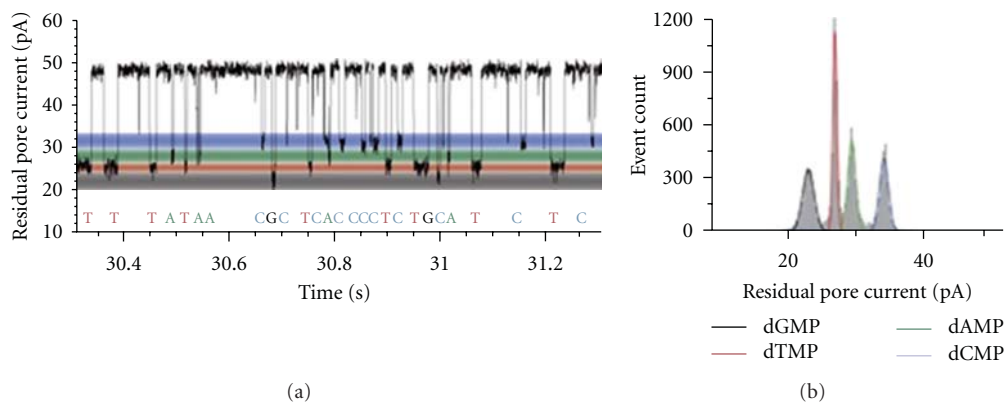 Residual pore current (pA)
60
50
40
30
20
10
T T T A T A A C G C T C A C C C C T C T G C A T C T C
30.4 30.6 30.8 31 31.2
Time (s)
(a)
Event count
1200
900
600
300
0
20 40
Residual pore current (pA)
dGMP dAMP
dTMP dCMP
(b)